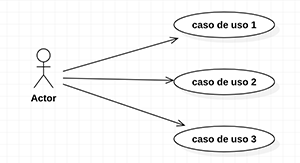 caso de uso 1
caso de uso 2
Actor
caso de uso 3